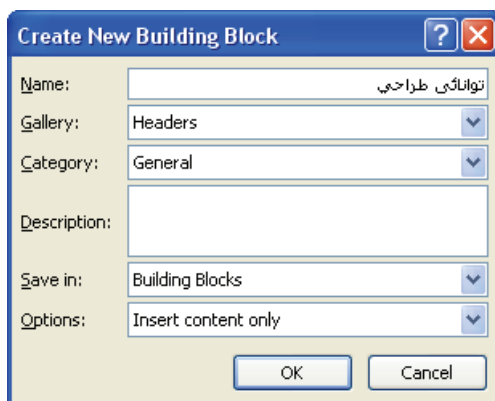 Create New Building Block
Name: توانائی طراحي
Gallery: Headers
Category: General
Description:
Save in: Building Blocks
Options: Insert content only
OK Cancel